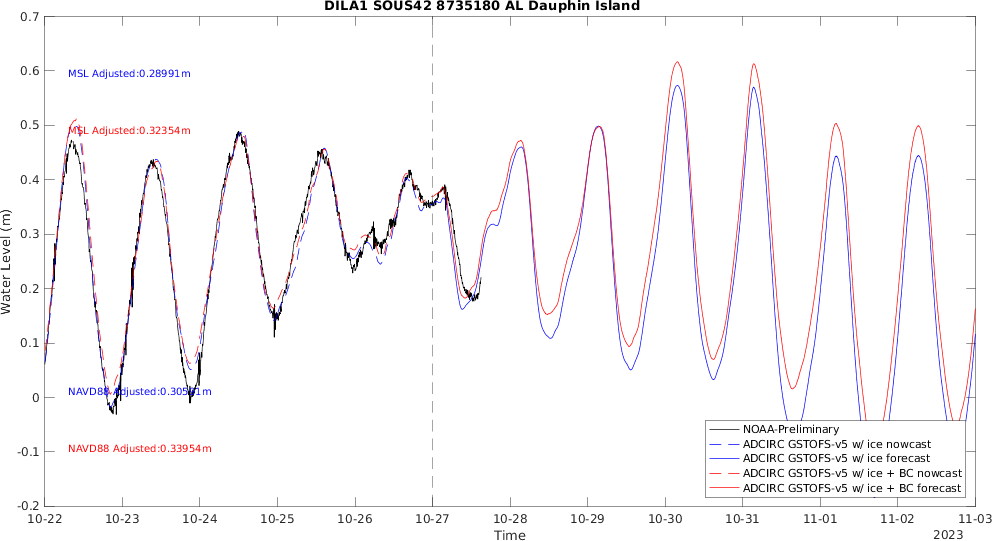 DILA1 SOUS42 8735180 AL Dauphin Island
0.7
0.6
0.5
0.4
0.3
0.2
0.1
0
-0.1
-0.2
Water Level (m)
MSL Adjusted:0.28991m
MSL Adjusted:0.32354m
NAVD88 Adjusted:
NAVD88 Adjusted:0.33954m
NOAA-Preliminary
ADCIRC GSTOFS-v5 w/ ice nowcast
ADCIRC GSTOFS-v5 w/ ice forecast
ADCIRC GSTOFS-v5 w/ ice + BC nowcast
ADCIRC GSTOFS-v5 w/ ice + BC forecast
10-22 10-23 10-24 10-25 10-26 10-27 10-28 10-29 10-30 10-31 11-01 11-02 11-03
Time
2023